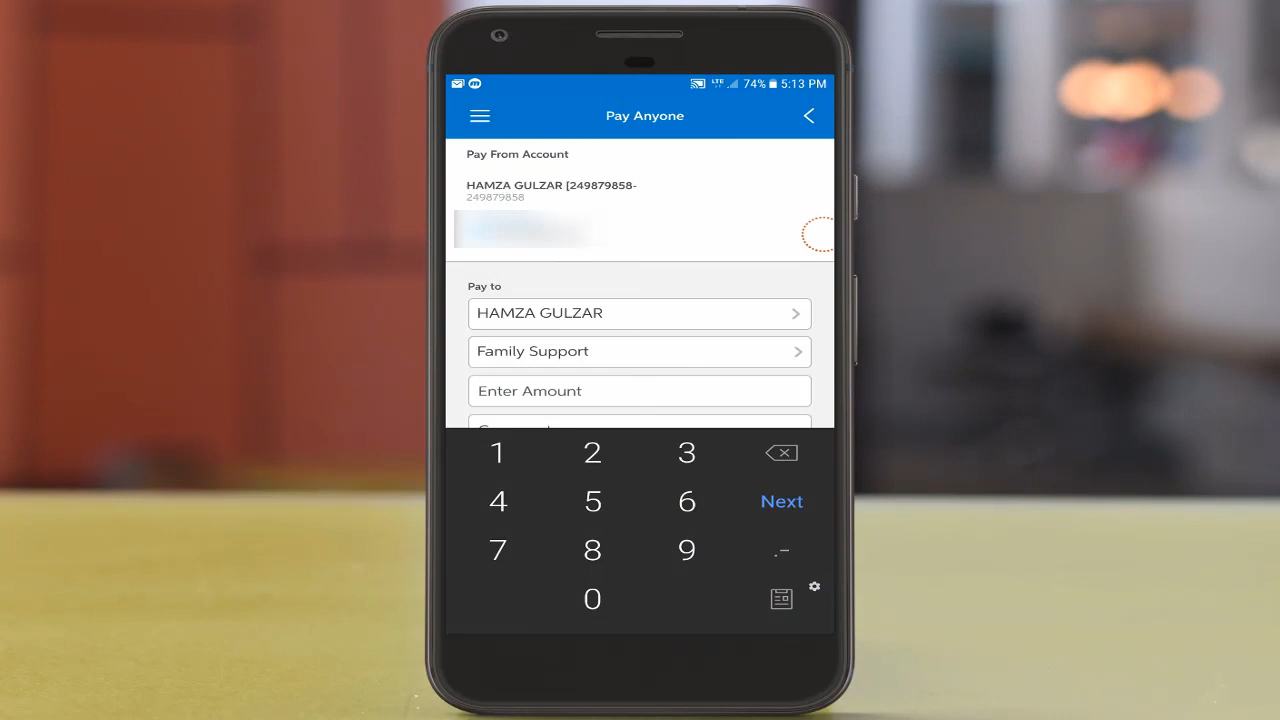 LTE 74% 5:13 PM
Pay Anyone
Pay From Account
HAMZA GULZAR [249879858-
249879858
Pay to
HAMZA GULZAR
Family Support
Enter Amount
1 2 3
4 5 6 Next
7 8 9 .-
0